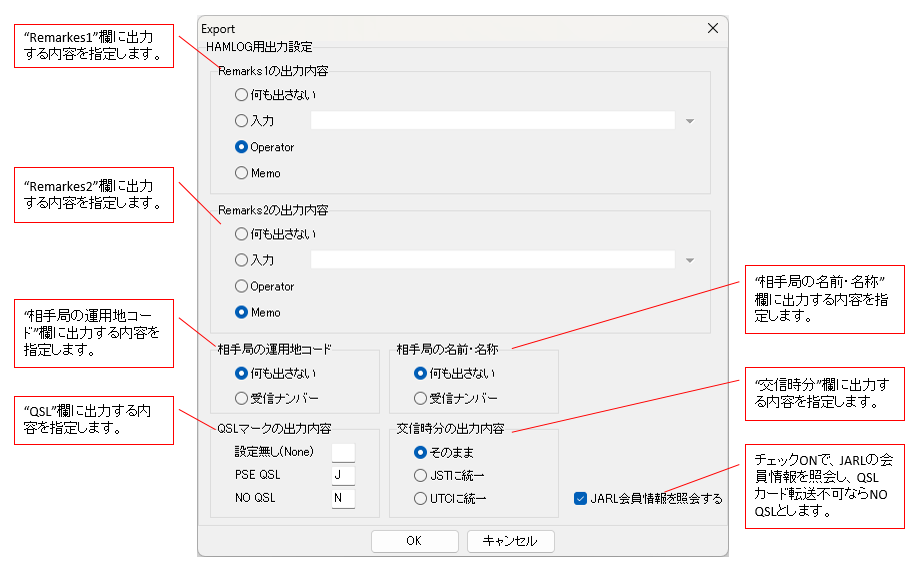 “Remarkes1”欄に出力
する内容を指定します。
Export
HAMLOG用出力設定
Remarks1の出力内容
何も出さない
入力
Operator
Memo
“Remarkes2”欄に出力
する内容を指定します。
Remarks2の出力内容
何も出さない
入力
Operator
Memo
“相手局の名前・名称”
欄に出力する内容を指
定します。
“相手局の運用地コー
ド”欄に出力する内容を
指定します。
相手局の運用地コード
何も出さない
受信ナンバー
相手局の名前・名称
何も出さない
受信ナンバー
“交信時分”欄に出力す
る内容を指定します。
“QSL”欄に出力する内
容を指定します。
QSLマークの出力内容
設定無し(None)
PSE QSL J
NO QSL N
交信時分の出力内容
そのまま
JSTに統一
UTCに統一
JARL会員情報を照会する
チェックONで、JARLの会
員情報を照会し、QSL
カード転送不可ならNO
QSLとします。
OK キャンセル